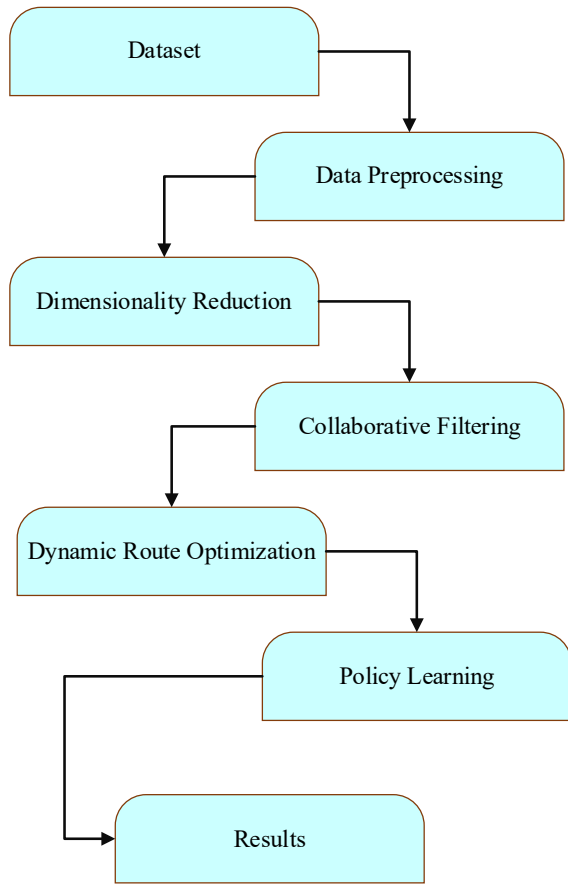 Dataset
Data Preprocessing
Dimensionality Reduction
Collaborative Filtering
Dynamic Route Optimization
Policy Learning
Results